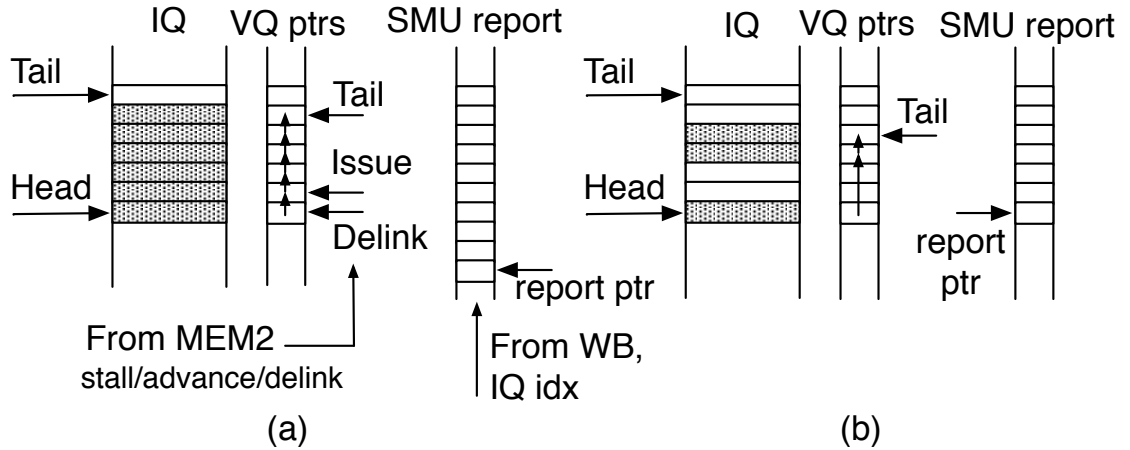 IQ
VQ ptrs
SMU report
Tail
Tail
Issue
Head
Delink
report ptr
From MEM2
stall/advance/delink
From WB,
IQ idx
(a)
IQ
VQ ptrs
SMU report
Tail
Tail
Head
report
ptr
(b)